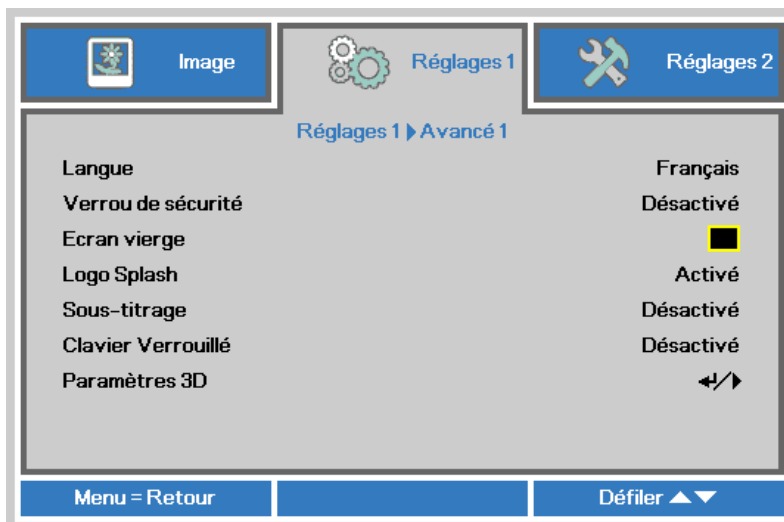 Image
Réglages 1
Réglages 2
Réglages 1 ▶ Avancé 1
Langue Français
Verrou de sécurité Désactivé
Ecran vierge
Logo Splash Activé
Sous-titrage Désactivé
Clavier Verrouillé Désactivé
Paramètres 3D ↵/▶
Menu = Retour
Défiler ▲▼